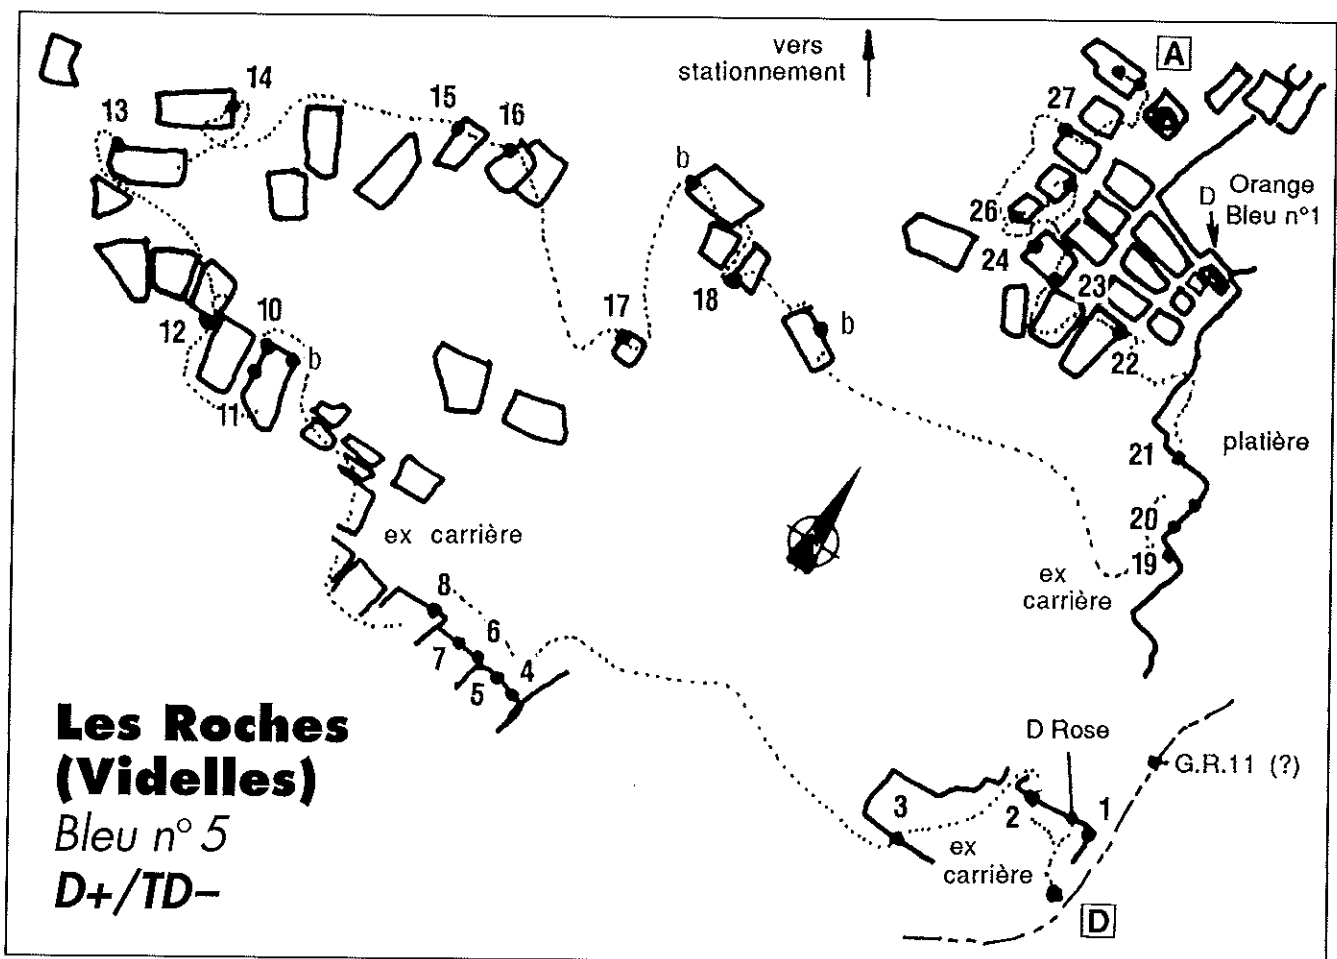 vers
stationnement
A
14
13
15
16
27
b
D
Orange
Bleu n°1
26
24
17
18
23
10
12
b
b
22
11
21
platière
ex carrière
20
19
ex
carrière
8
6
7
4
5
Les Roches
(Videlles)
Bleu n° 5
D+/TD–
D Rose
G.R.11 (?)
3
2
1
ex
carrière
D